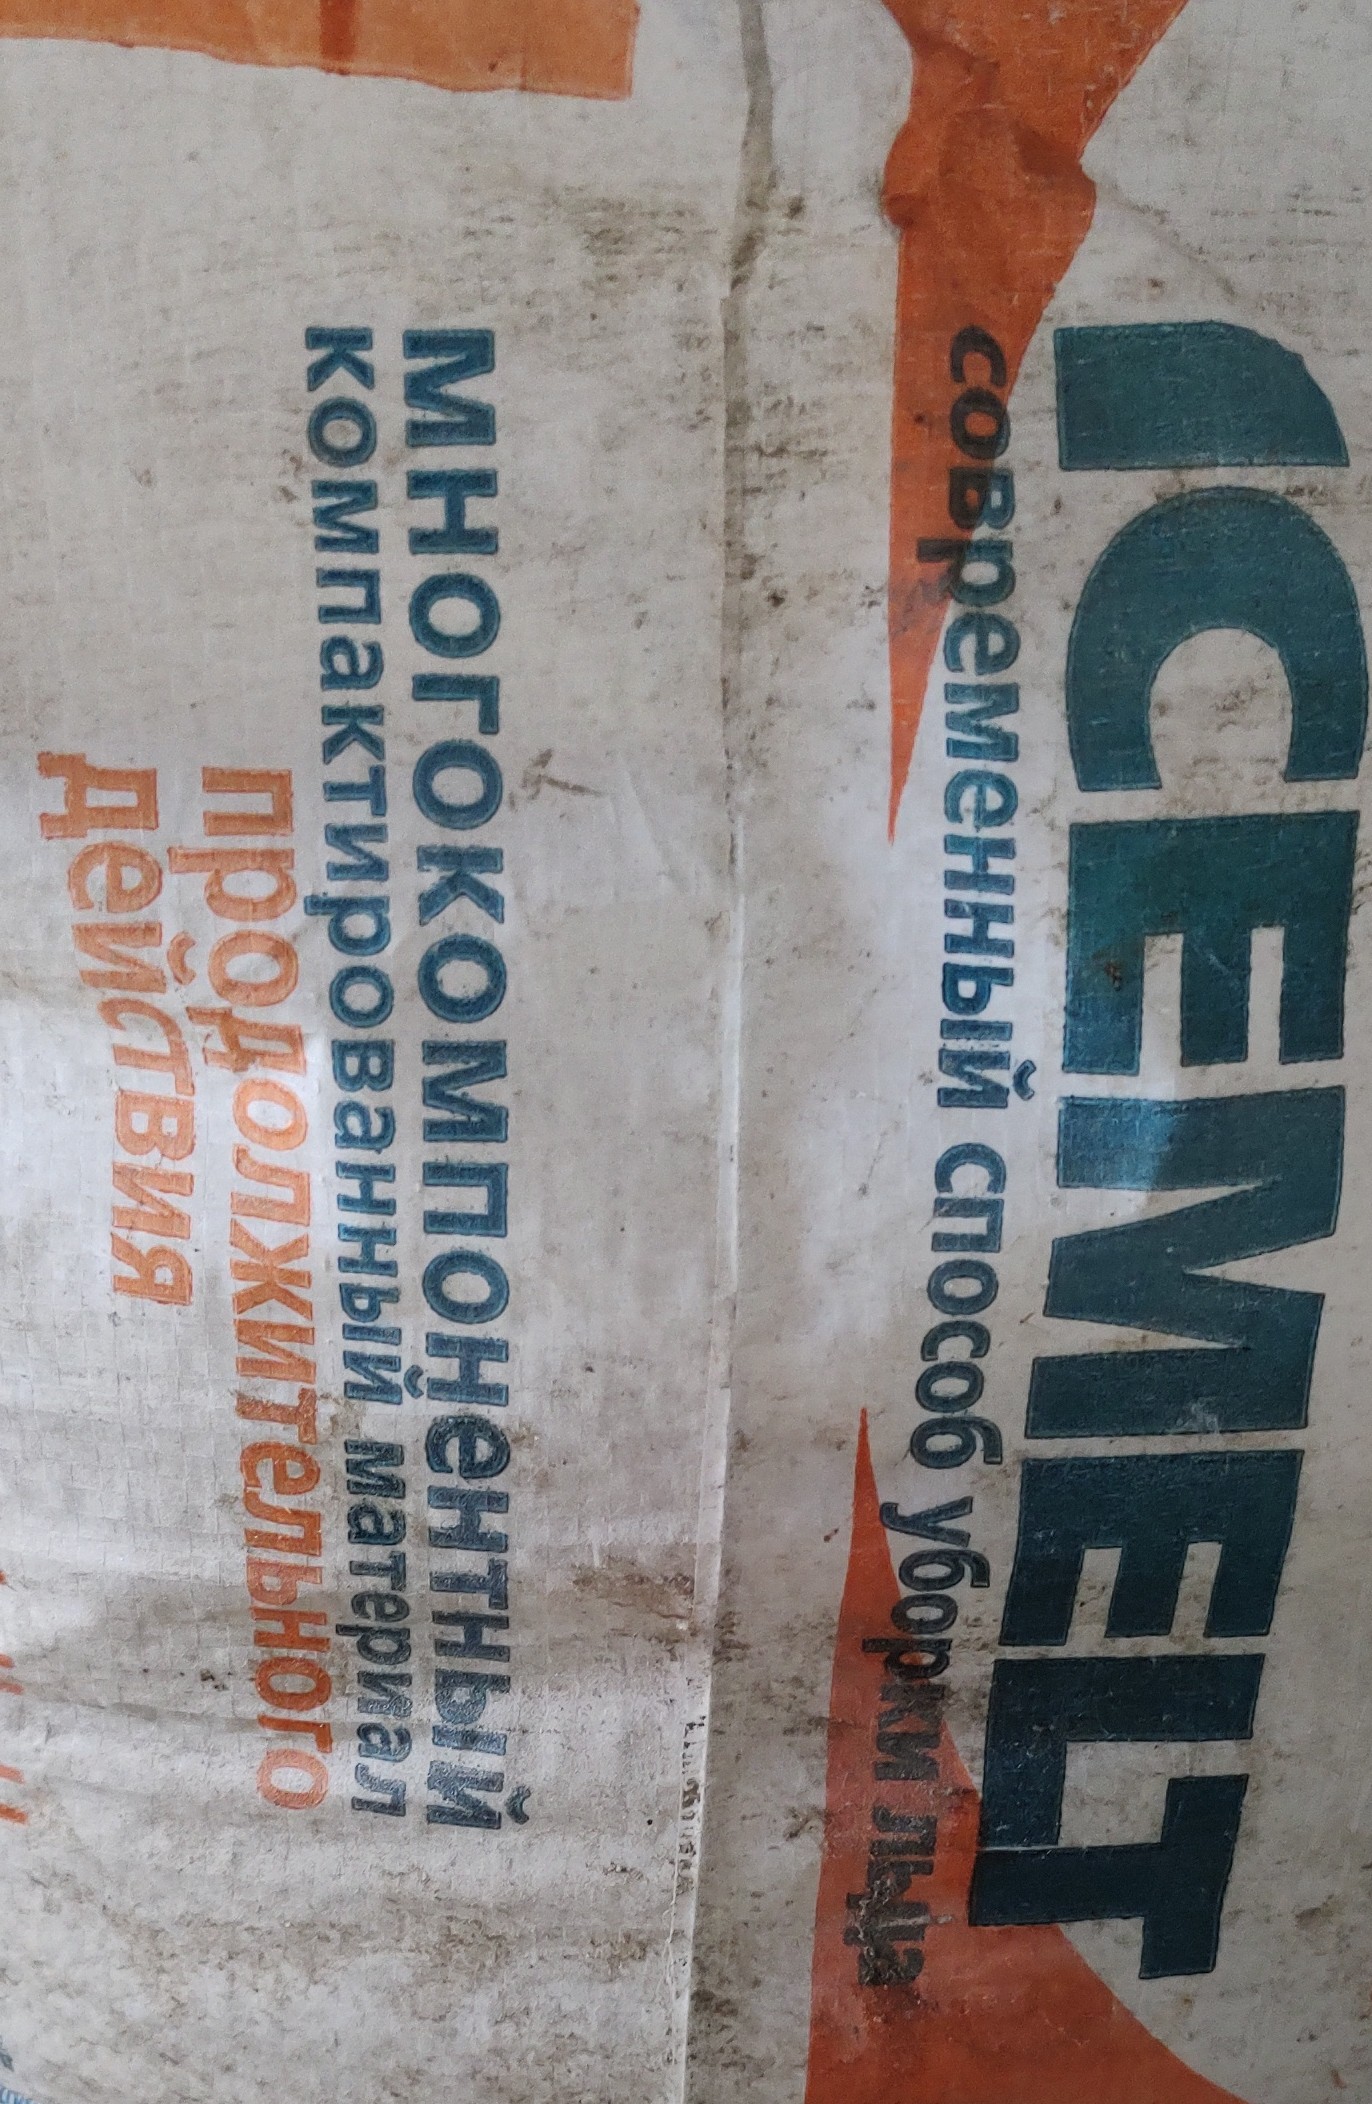 ICEMELT
современный способ уборки льда
МНОГОКОМПОНЕНТНЫЙ
компактированный материал
продолжительного
действия